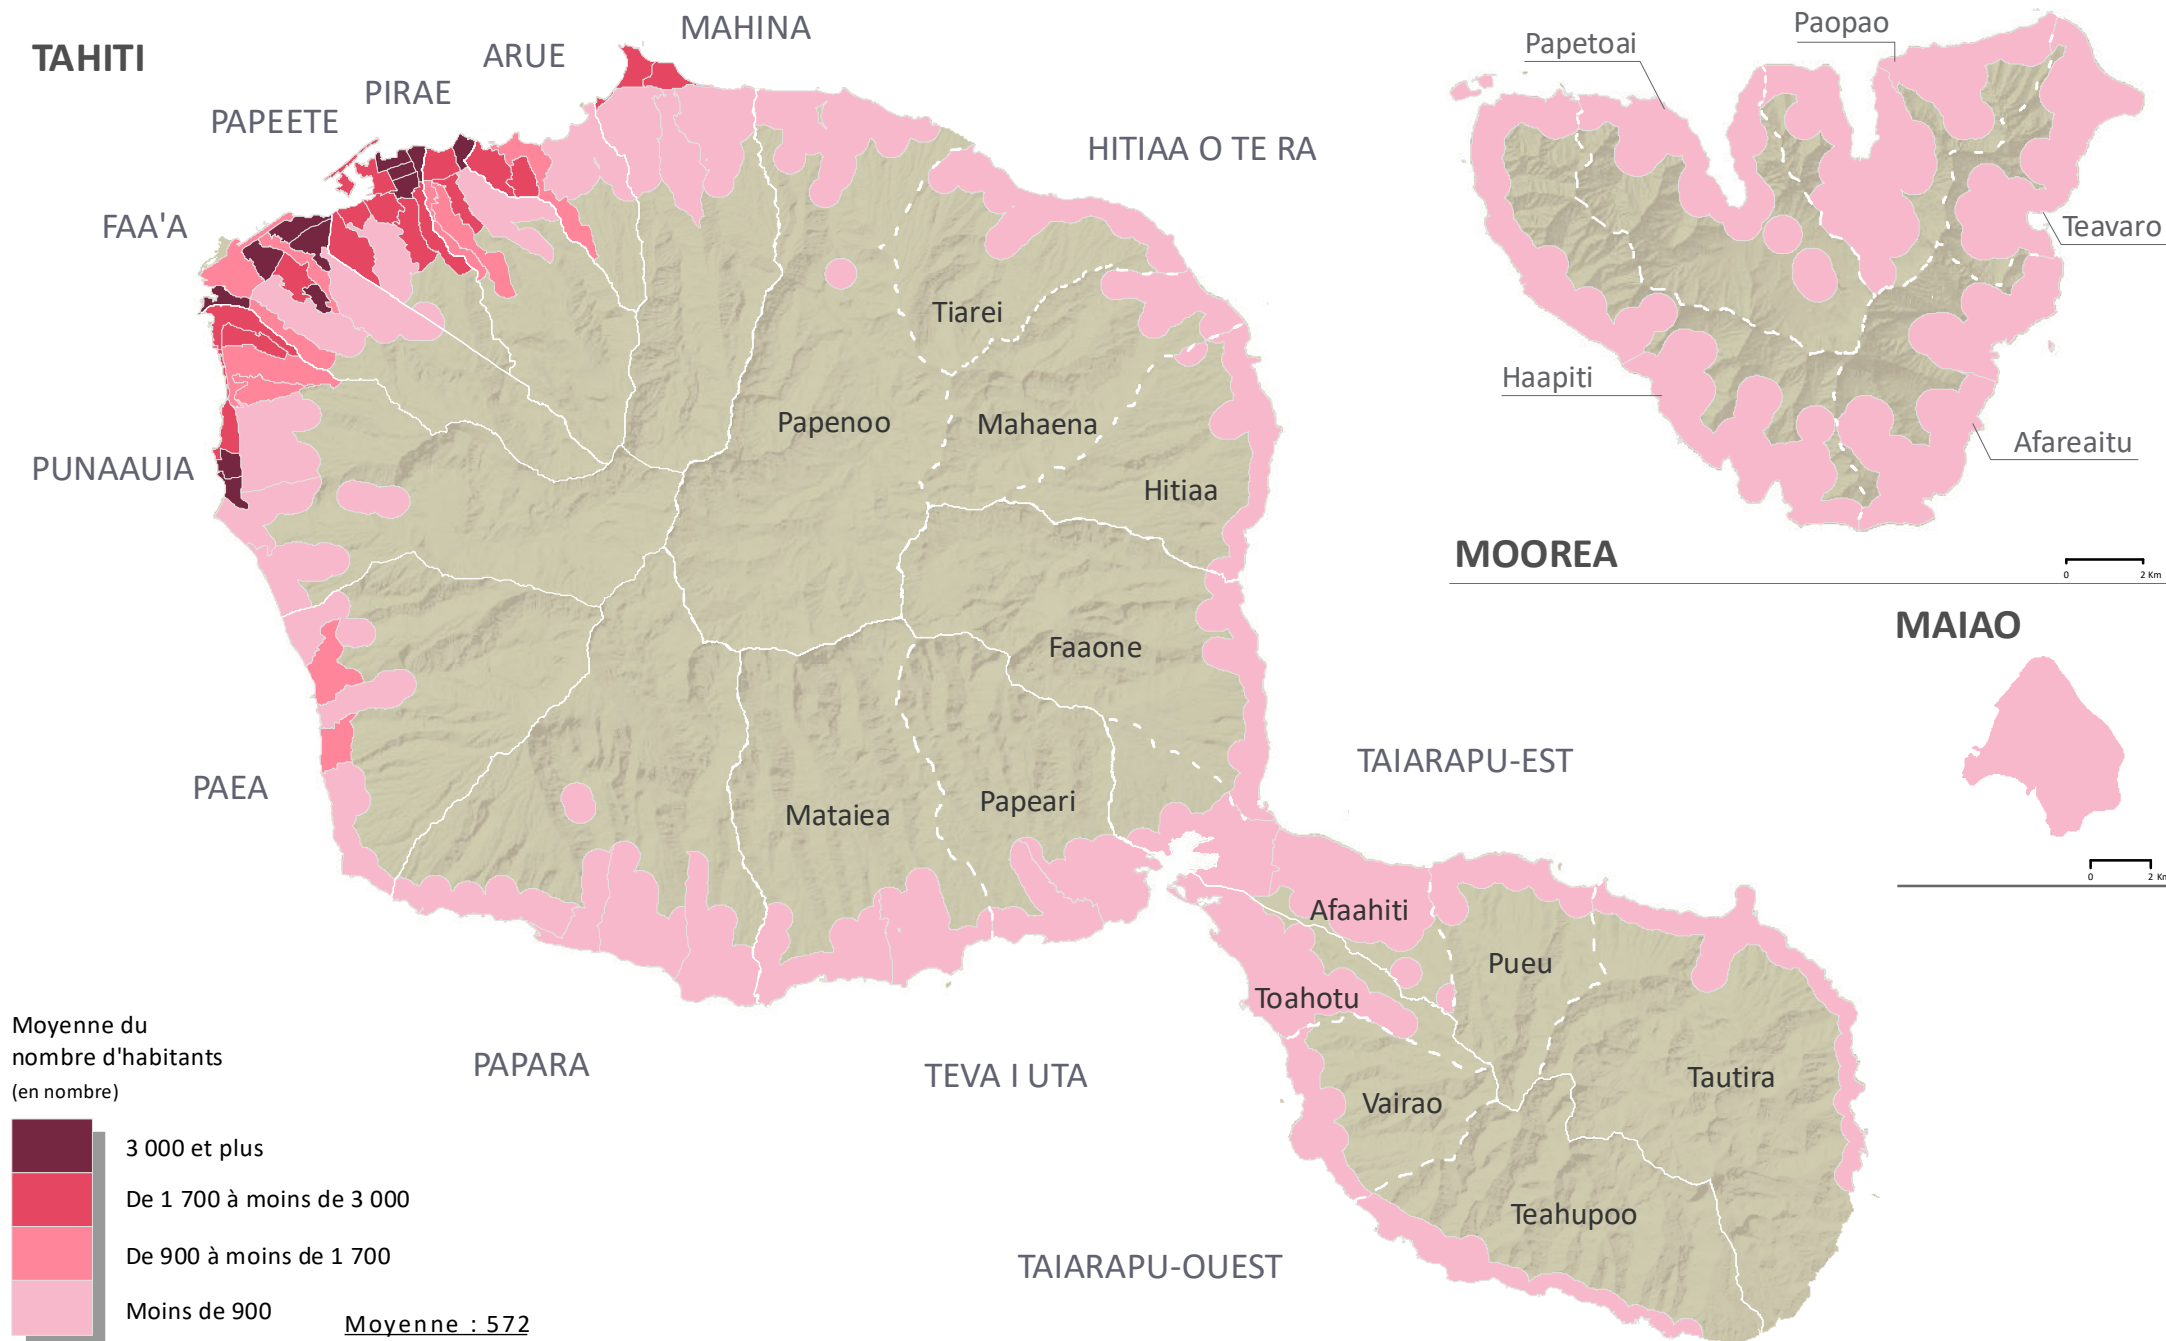 TAHITI
MAHINA
ARUE
PIRAE
PAPEETE
FAA'A
PUNAAUIA
PAEA
PAPARA
TEVA I UTA
TAIARAPU-OUEST
TAIARAPU-EST
HITIAA O TE RA
Tiarei
Papenoo
Mahaena
Hitiaa
Faaone
Mataiea
Papeari
Afaahiti
Pueu
Toahotu
Tautira
Vairao
Teahupoo
Papetoai
Paopao
Teavaro
Haapiti
Afareaitu
MOOREA
0 2 Km
MAIAO
0 2 Km
Moyenne du
nombre d'habitants
(en nombre)
3 000 et plus
De 1 700 à moins de 3 000
De 900 à moins de 1 700
Moins de 900
Moyenne : 572